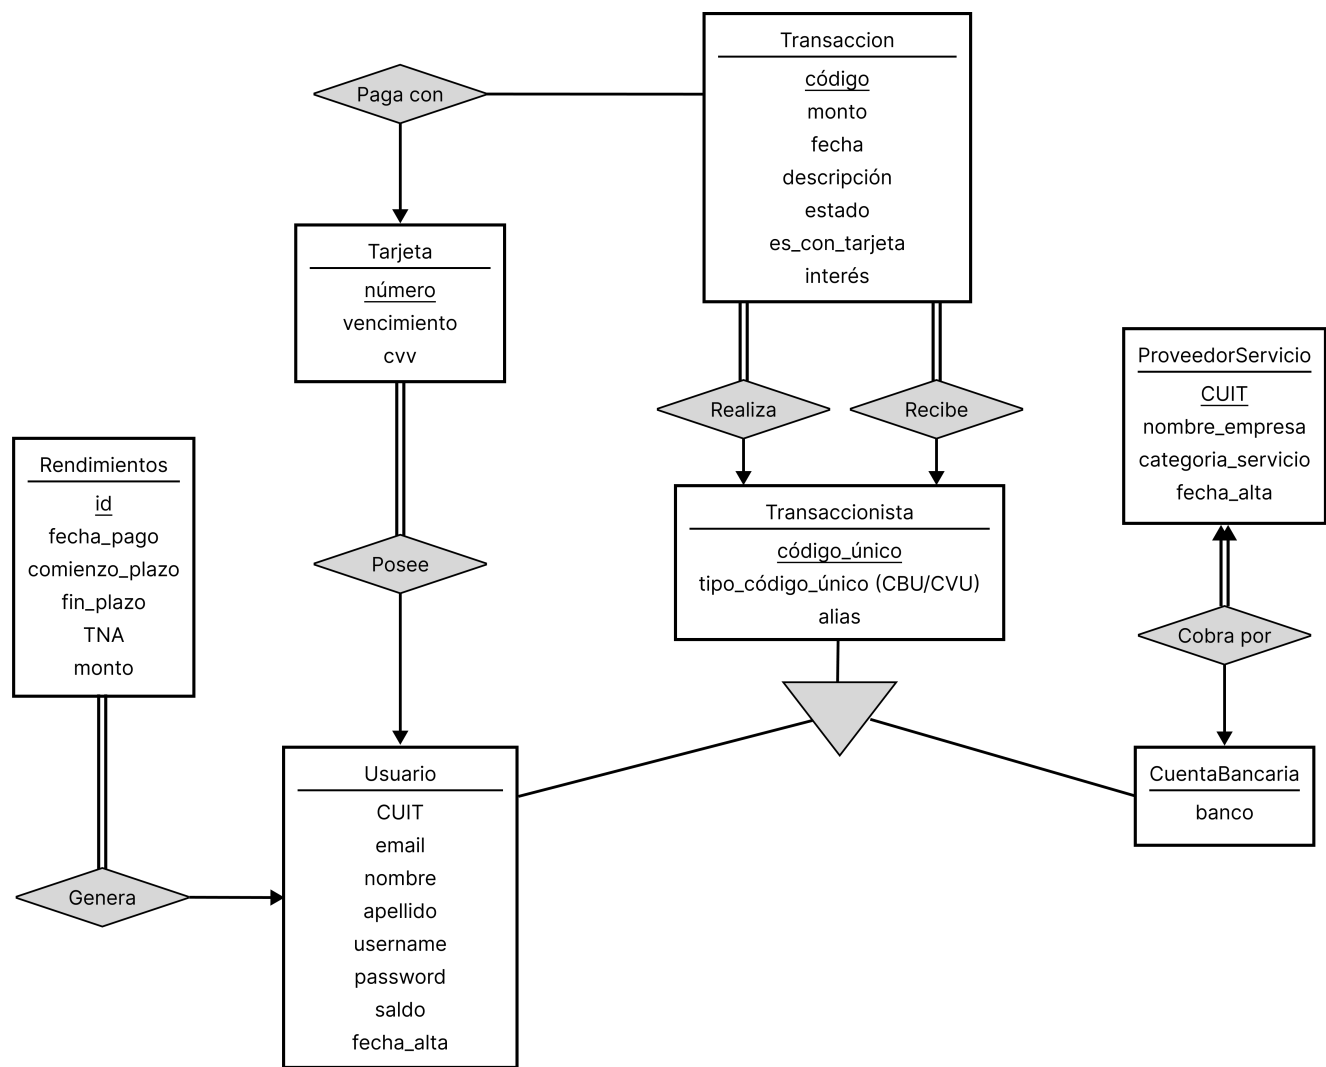 Transaccion
código
monto
fecha
descripción
estado
es_con_tarjeta
interés
Paga con
Tarjeta
número
vencimiento
cvv
Realiza
Recibe
ProveedorServicio
CUIT
nombre_empresa
categoria_servicio
fecha_alta
Rendimientos
id
fecha_pago
comienzo_plazo
fin_plazo
TNA
monto
Posee
Transaccionista
código_único
tipo_código_único (CBU/CVU)
alias
Cobra por
Usuario
CUIT
email
nombre
apellido
username
password
saldo
fecha_alta
CuentaBancaria
banco
Genera